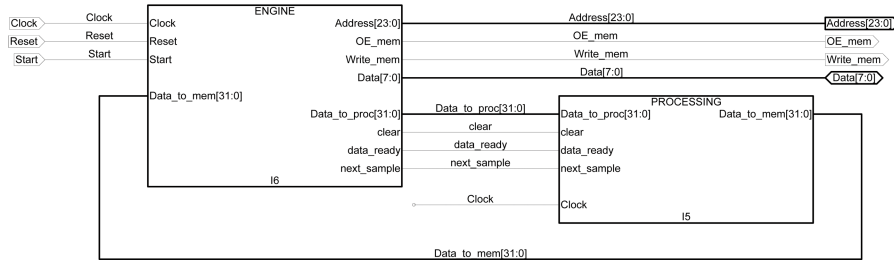 ENGINE
Clock Clock Clock Address[23:0] Address[23:0] Address[23:0]
Reset Reset Reset OE_mem OE_mem OE_mem
Start Start Start Write_mem Write_mem Write_mem
Data[7:0] Data[7:0] Data[7:0]
Data_to_mem[31:0]
PROCESSING
Data_to_proc[31:0] Data_to_proc[31:0] Data_to_proc[31:0] Data_to_mem[31:0]
clear clear clear
data_ready data_ready data_ready
next_sample next_sample next_sample
I6
Clock Clock
I5
Data_to_mem[31:0]